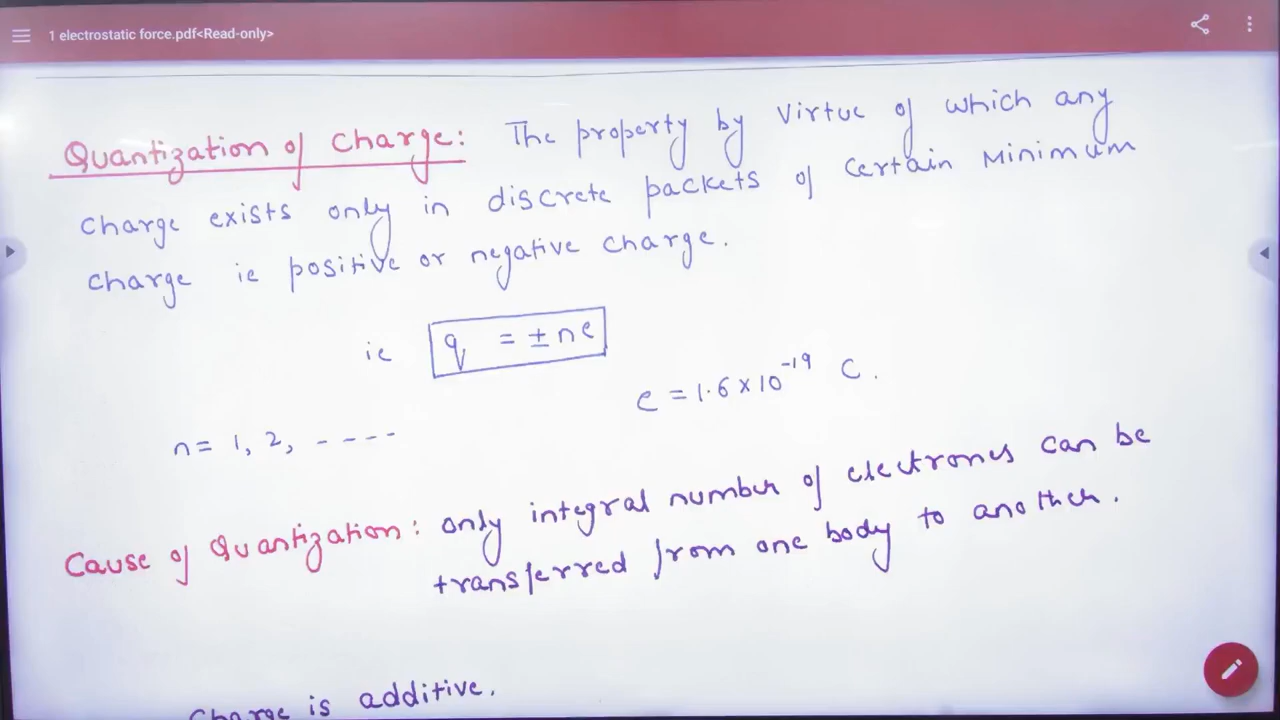 1 electrostatic force.pdf<Read-only>
Quantization of Charge: The property by Virtue of which any
Charge exists only in discrete packets of Certain Minimum
Charge ie positive or negative charge.
ie q = ±ne
e = 1.6 × 10⁻¹⁹ C.
n = 1, 2, - - - -
Cause of Quantization: only integral number of electrones can be
transferred from one body to another.
Charge is additive.